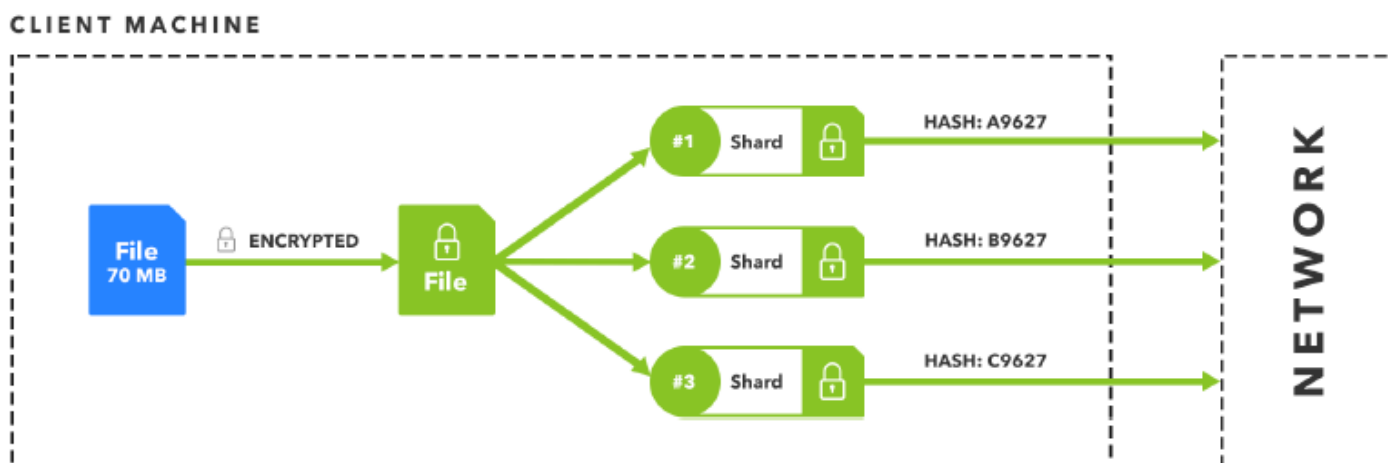 CLIENT MACHINE
File
70 MB
ENCRYPTED
File
#1 Shard
HASH: A9627
#2 Shard
HASH: B9627
#3 Shard
HASH: C9627
NETWORK